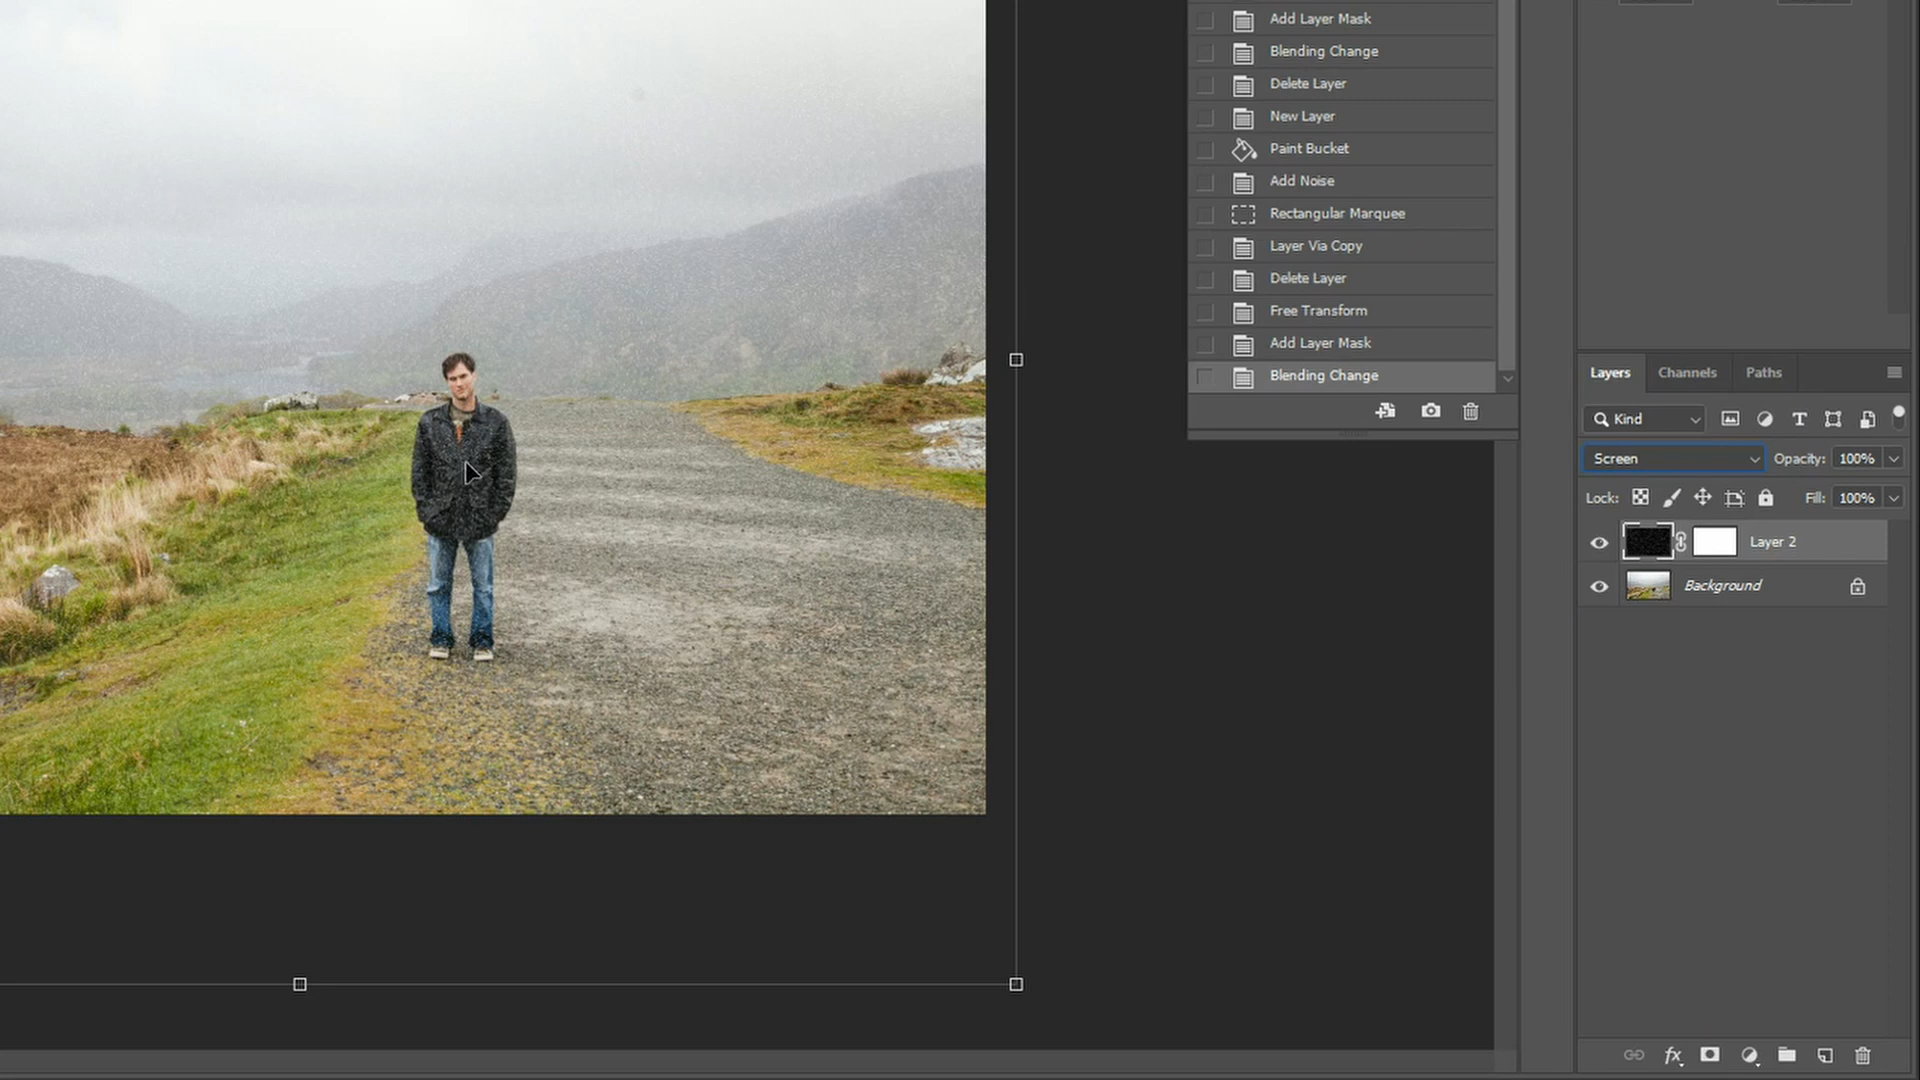 Add Layer Mask
Blending Change
Delete Layer
New Layer
Paint Bucket
Add Noise
Rectangular Marquee
Layer Via Copy
Delete Layer
Free Transform
Add Layer Mask
Blending Change
Layers Channels Paths
Kind
Screen Opacity: 100%
Lock: Fill: 100%
Layer 2
Background
fx